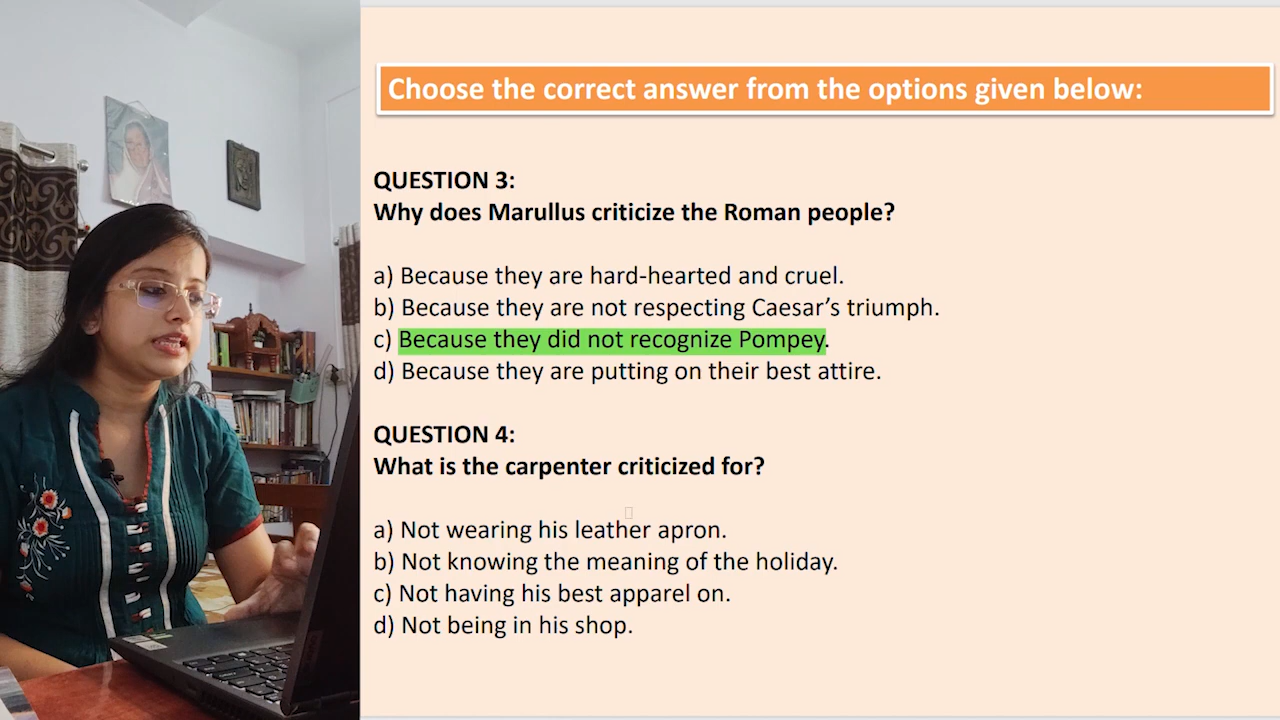 Choose the correct answer from the options given below:
QUESTION 3:
Why does Marullus criticize the Roman people?
a) Because they are hard-hearted and cruel.
b) Because they are not respecting Caesar’s triumph.
c) Because they did not recognize Pompey.
d) Because they are putting on their best attire.
QUESTION 4:
What is the carpenter criticized for?
a) Not wearing his leather apron.
b) Not knowing the meaning of the holiday.
c) Not having his best apparel on.
d) Not being in his shop.